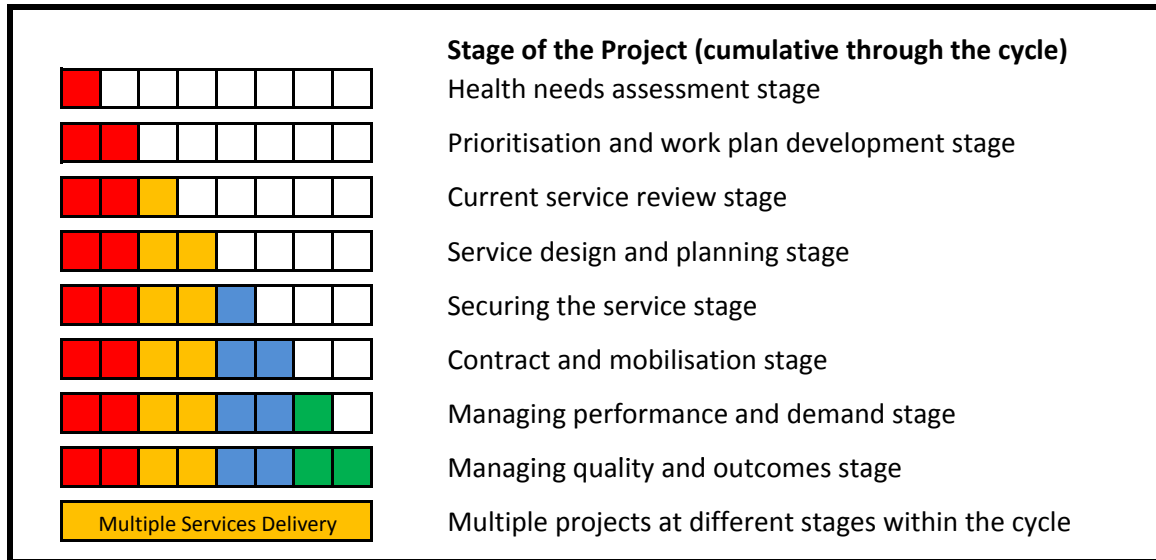 Stage of the Project (cumulative through the cycle)
Health needs assessment stage
Prioritisation and work plan development stage
Current service review stage
Service design and planning stage
Securing the service stage
Contract and mobilisation stage
Managing performance and demand stage
Managing quality and outcomes stage
Multiple Services Delivery
Multiple projects at different stages within the cycle